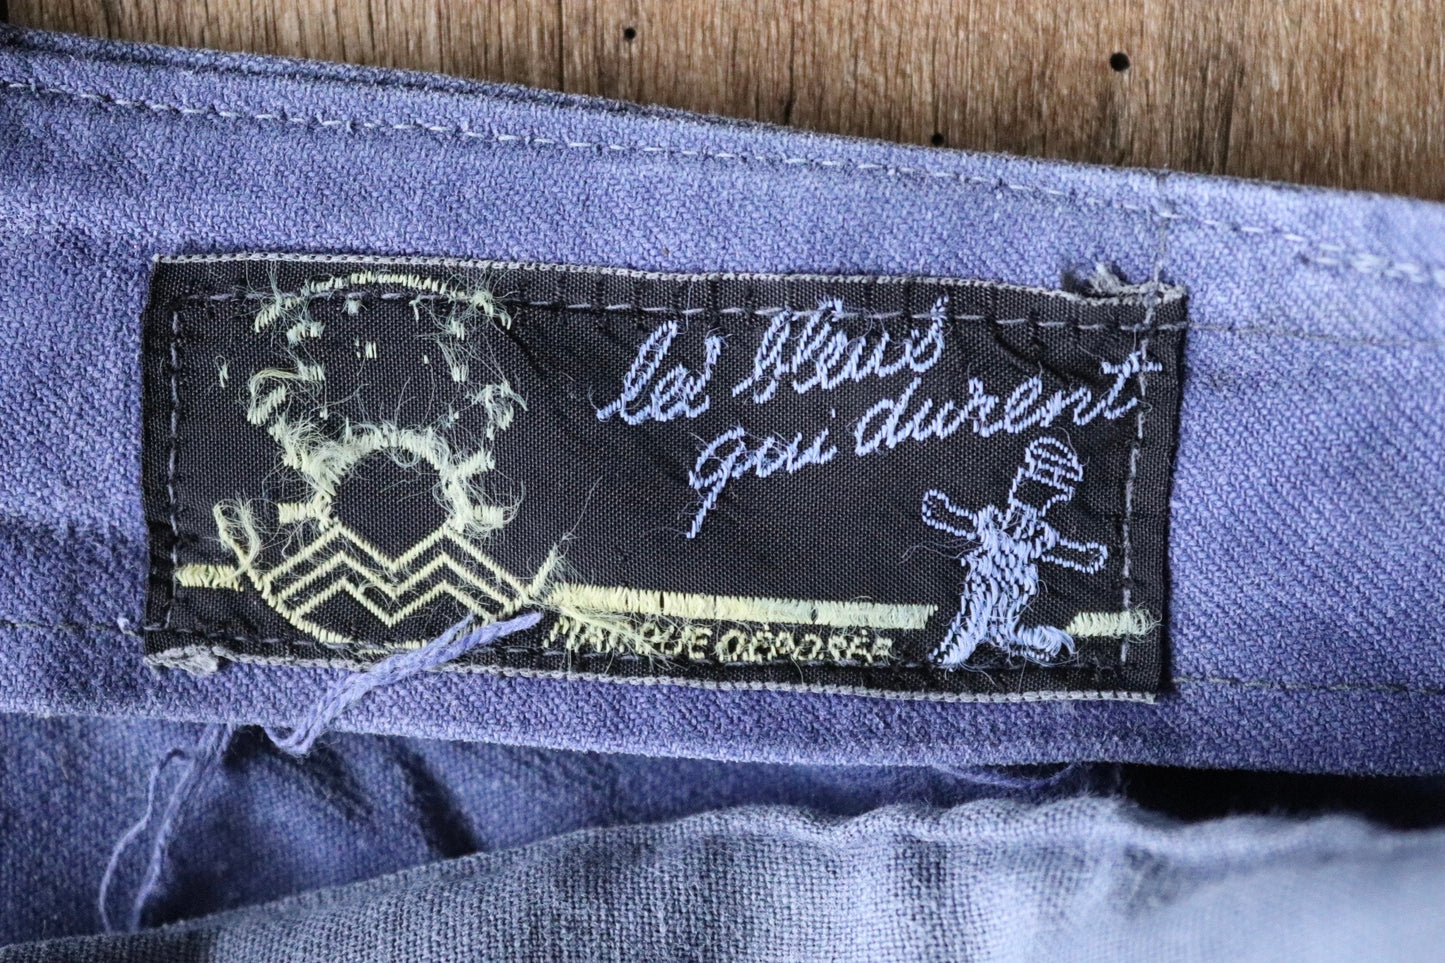 les bleus
qui durent
MARQUE DÉPOSÉE